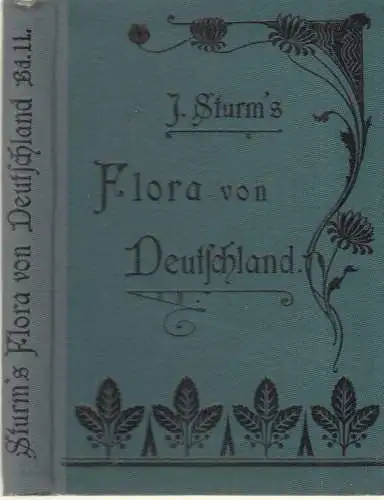 Sturm's Flora von Deutſchland Bd. 11.
J. Sturm's
Flora von
Deutſchland.